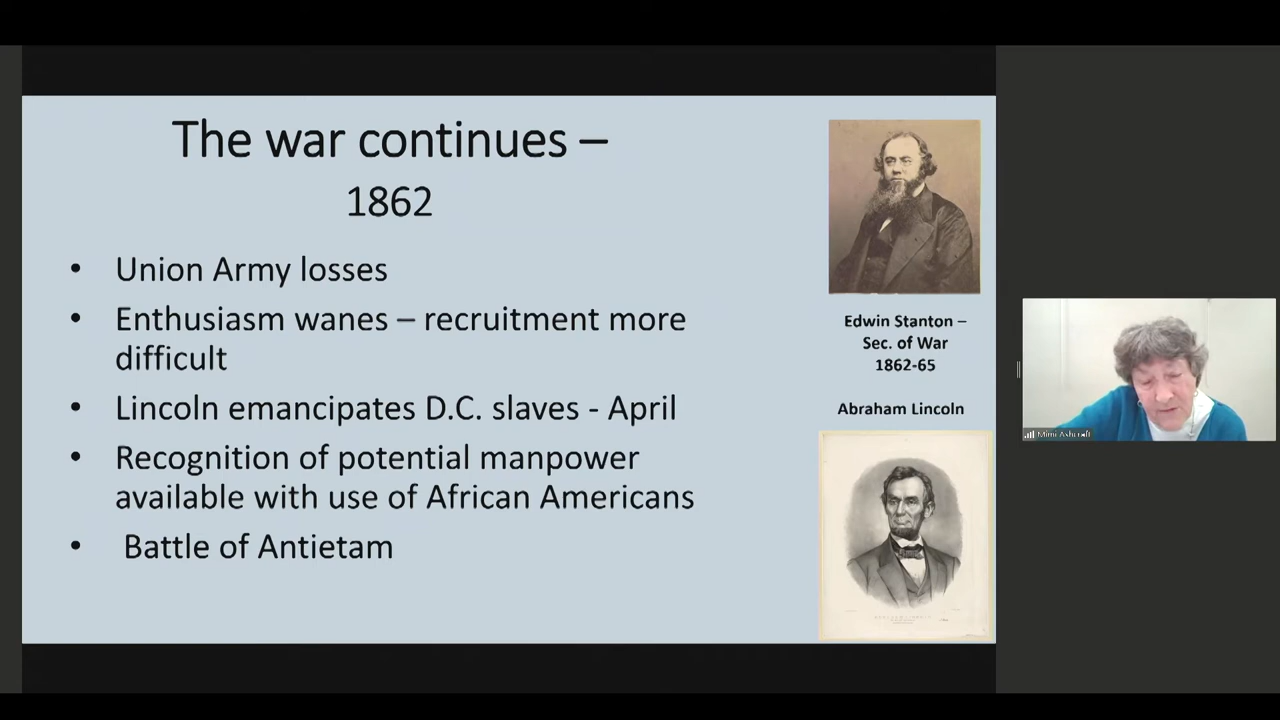 The war continues –
1862
• Union Army losses
• Enthusiasm wanes – recruitment more
difficult
• Lincoln emancipates D.C. slaves - April
• Recognition of potential manpower
available with use of African Americans
• Battle of Antietam
Edwin Stanton –
Sec. of War
1862-65
Abraham Lincoln
Mimi Ashcraft